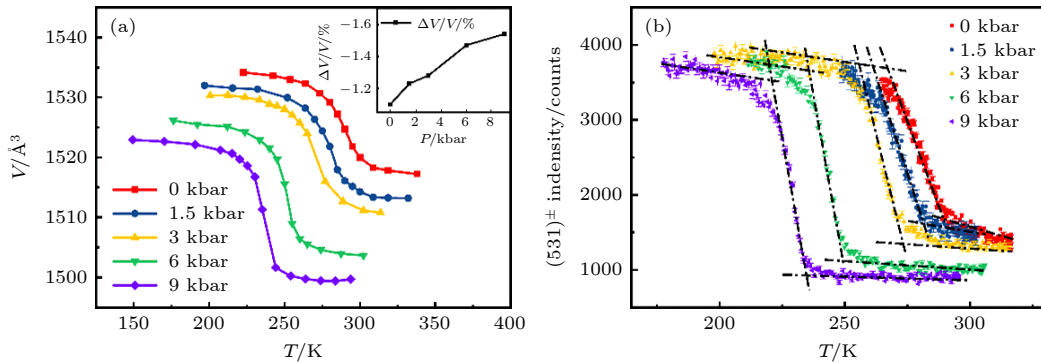 (a)
1540
1530
1520
1510
1500
V/Å³
150 200 250 300 350 400
T/K
0 kbar
1.5 kbar
3 kbar
6 kbar
9 kbar
ΔV/V/%
-1.6
-1.4
-1.2
ΔV/V/%
0 2 4 6 8
P/kbar
(b)
4000
3000
2000
1000
(531)± indensity/counts
200 250 300
T/K
0 kbar
1.5 kbar
3 kbar
6 kbar
9 kbar